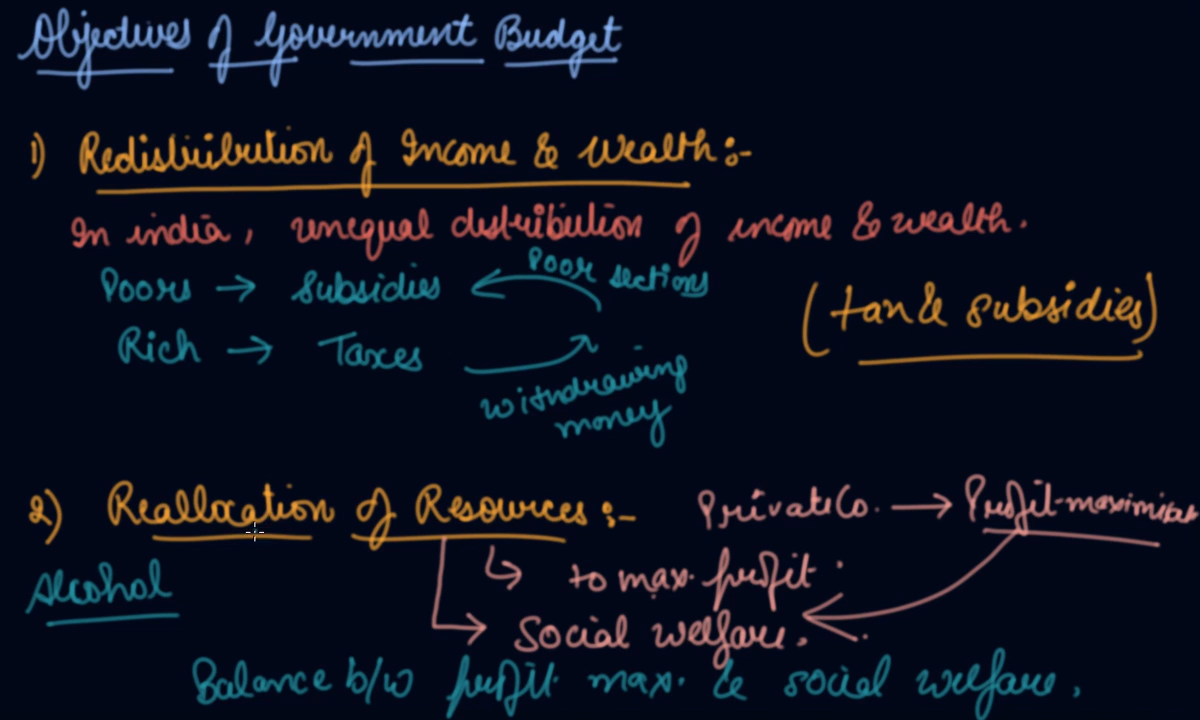 Objectives of Government Budget
1) Redistribution of Income & Wealth :-
In india, unequal distribution of income & wealth.
Poors → Subsidies ← Poor sections
(tax & subsidies)
Rich → Taxes → withdrawing money
2) Reallocation of Resources :- Private Co. → Profit-maximisat
↳ to max. profit.
Alcohol
→ Social welfare.
Balance b/w profit max. & social welfare.